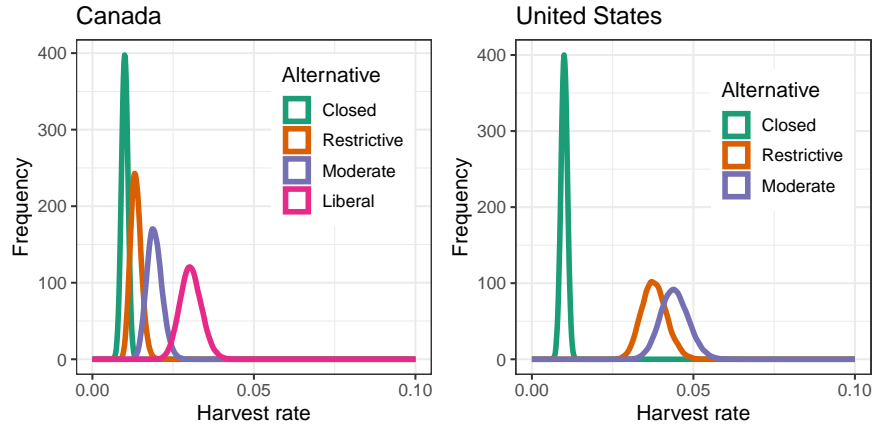 Canada
400
300
200
100
0
Frequency
0.00
0.05
0.10
Harvest rate
Alternative
Closed
Restrictive
Moderate
Liberal
United States
400
300
200
100
0
Frequency
0.00
0.05
0.10
Harvest rate
Alternative
Closed
Restrictive
Moderate